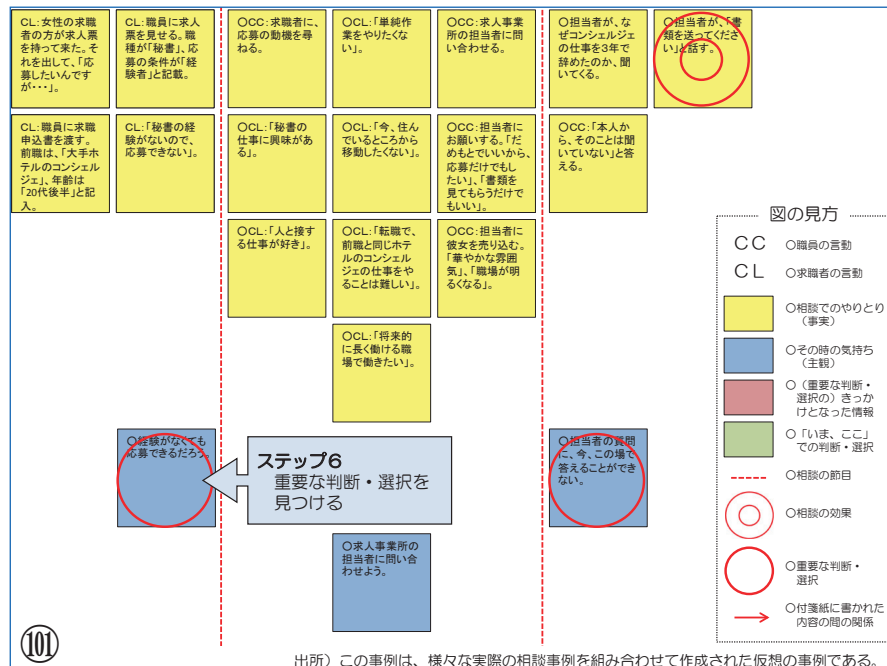 CL:女性の求職
者の方が求人票
を持って来た。そ
れを出して、「応
募したいんです
が・・・」。
CL:職員に求人
票を見せる。職
種が「秘書」、応
募の条件が「経
験者」と記載。
○CC:求職者に、
応募の動機を尋
ねる。
○CL:「単純作
業をやりたくな
い」。
○CC:求人事業
所の担当者に問
い合わせる。
○担当者が、な
ぜコンシェルジェ
の仕事を3年で
辞めたのか、聞
いてくる。
○担当者が、「書
類を送ってくださ
い」と話す。
CL:職員に求職
申込書を渡す。
前職は、「大手ホ
テルのコンシェル
ジェ」、年齢は
「20代後半」と記
入。
CL:「秘書の経
験がないので、
応募できない」。
○CL:「秘書の
仕事に興味があ
る」。
○CL:「今、住ん
でいるところから
移動したくない」。
○CC:担当者に
お願いする。「だ
めもとでいいから、
応募だけでもし
たい」、「書類を
見てもらうだけで
もいい」。
○CC:「本人か
ら、そのことは聞
いていない」と答
える。
○CL:「人と接す
る仕事が好き」。
○CL:「転職で、
前職と同じホテ
ルのコンシェル
ジェの仕事をや
ることは難しい」。
○CC:担当者に
彼女を売り込む。
「華やかな雰囲
気」、「職場が明
るくなる」。
○CL:「将来的
に長く働ける職
場で働きたい」。
○経験がなくても
応募できるだろう。
ステップ6
重要な判断・選択を
見つける
○担当者の質問
に、今、この場で
答えることができ
ない。
○求人事業所の
担当者に問い合
わせよう。
図の見方
CC ○職員の言動
CL ○求職者の言動
○相談でのやりとり
(事実)
○その時の気持ち
(主観)
○(重要な判断・
選択の)きっか
けとなった情報
○「いま、ここ」
での判断・選択
○相談の節目
○相談の効果
○重要な判断・
選択
○付箋紙に書かれた
内容の間の関係
101
出所)この事例は、様々な実際の相談事例を組み合わせて作成された仮想の事例である。